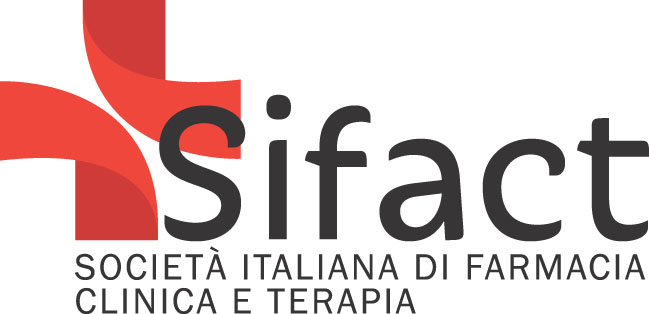 Sifact
SOCIETÀ ITALIANA DI FARMACIA
CLINICA E TERAPIA